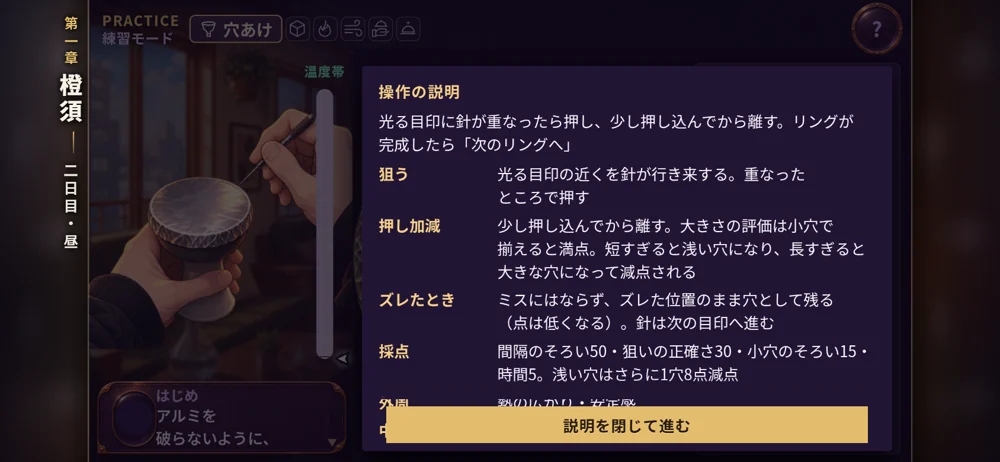 第一章
橙須
二日目・昼
PRACTICE
練習モード
穴あけ
?
温度帯
操作の説明
光る目印に針が重なったら押し、少し押し込んでから離す。リングが
完成したら「次のリングへ」
狙う
光る目印の近くを針が行き来する。重なった
ところで押す
押し加減
少し押し込んでから離す。大きさの評価は小穴で
揃えると満点。短すぎると浅い穴になり、長すぎると
大きな穴になって減点される
ズレたとき
ミスにはならず、ズレた位置のまま穴として残る
（点は低くなる）。針は次の目印へ進む
採点
間隔のそろい50・狙いの正確さ30・小穴のそろい15・
時間5。浅い穴はさらに1穴8点減点
外周
熱の広がり・安定感
説明を閉じて進む
はじめ
アルミを
破らないように、